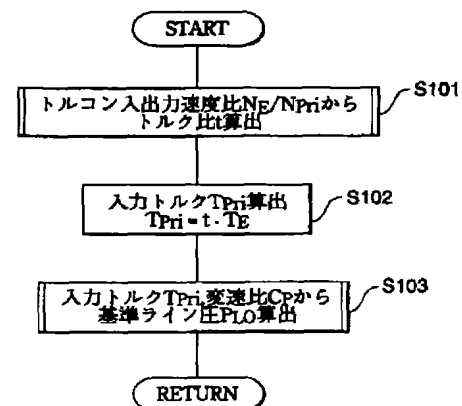 START
トルコン入出力速度比NE/NPriから
トルク比t算出
S101
入力トルクTPri算出
TPri=t・TE
S102
入力トルクTPri,変速比CPから
基準ライン圧PLO算出
S103
RETURN